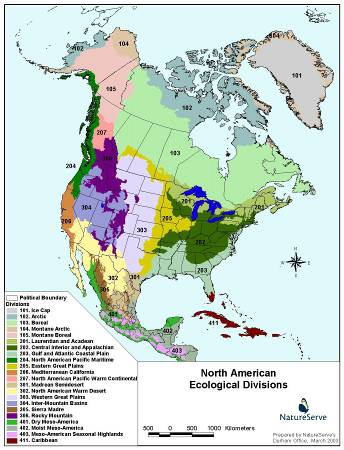 104
104
102
101
105
102
207
103
306
204
201
201
304
205
206
202
303
203
302
301
305
411
401
402
403
Political Boundary
Divisions
101. Ice Cap
102. Arctic
103. Boreal
104. Montane Arctic
105. Montane Boreal
201. Laurentian and Acadian
202. Central Interior and Appalachian
203. Gulf and Atlantic Coastal Plain
204. North American Pacific Maritime
205. Eastern Great Plains
206. Mediterranean California
207. North American Pacific Warm Continental
301. Madrean Semidesert
302. North American Warm Desert
303. Western Great Plains
304. Inter-Mountain Basins
305. Sierra Madre
306. Rocky Mountain
401. Dry Meso-America
402. Moist Meso-America
403. Meso-American Seasonal Highlands
411. Caribbean
North American
Ecological Divisions
500 0 500 1000 Kilometers
NatureServe
Prepared by NatureServe's
Durham Office, March 2003